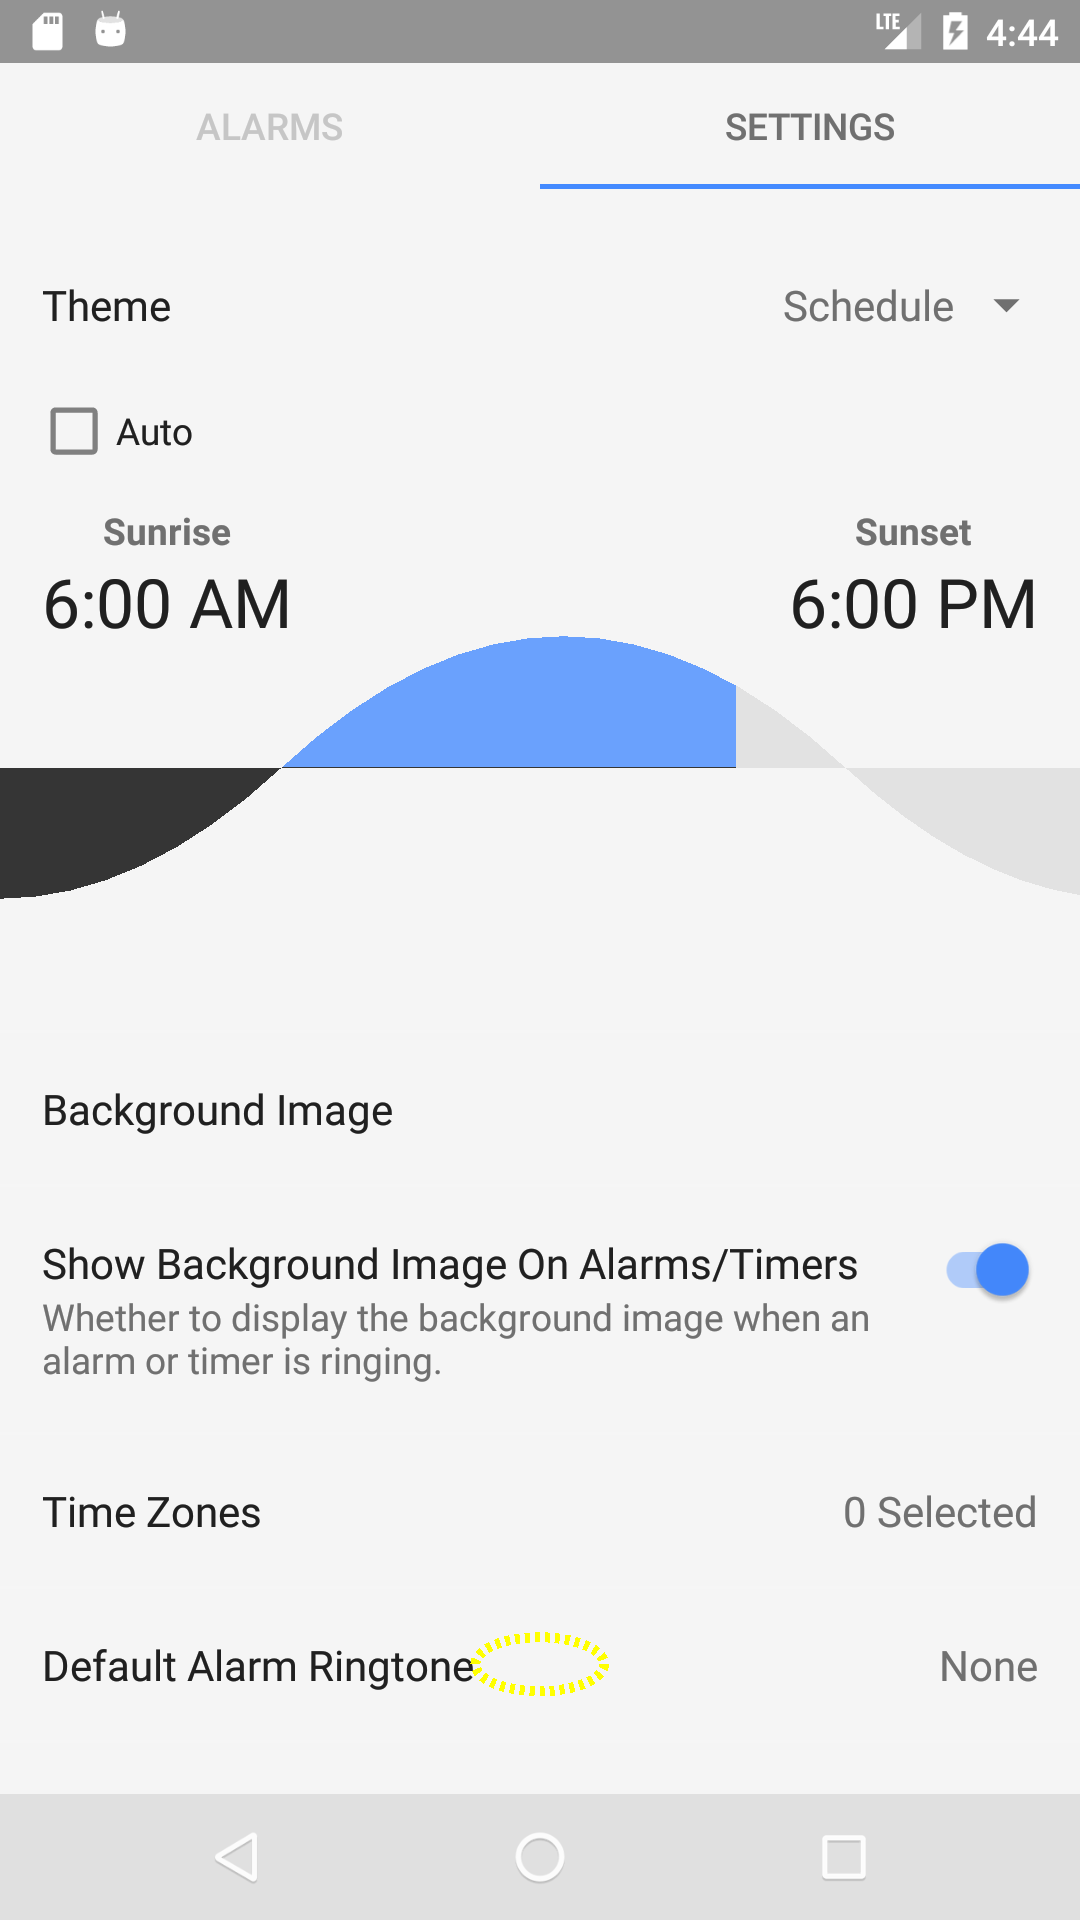 LTE 4:44
ALARMS SETTINGS
Theme Schedule
Auto
Sunrise Sunset
6:00 AM 6:00 PM
Background Image
Show Background Image On Alarms/Timers
Whether to display the background image when an
alarm or timer is ringing.
Time Zones 0 Selected
Default Alarm Ringtone None